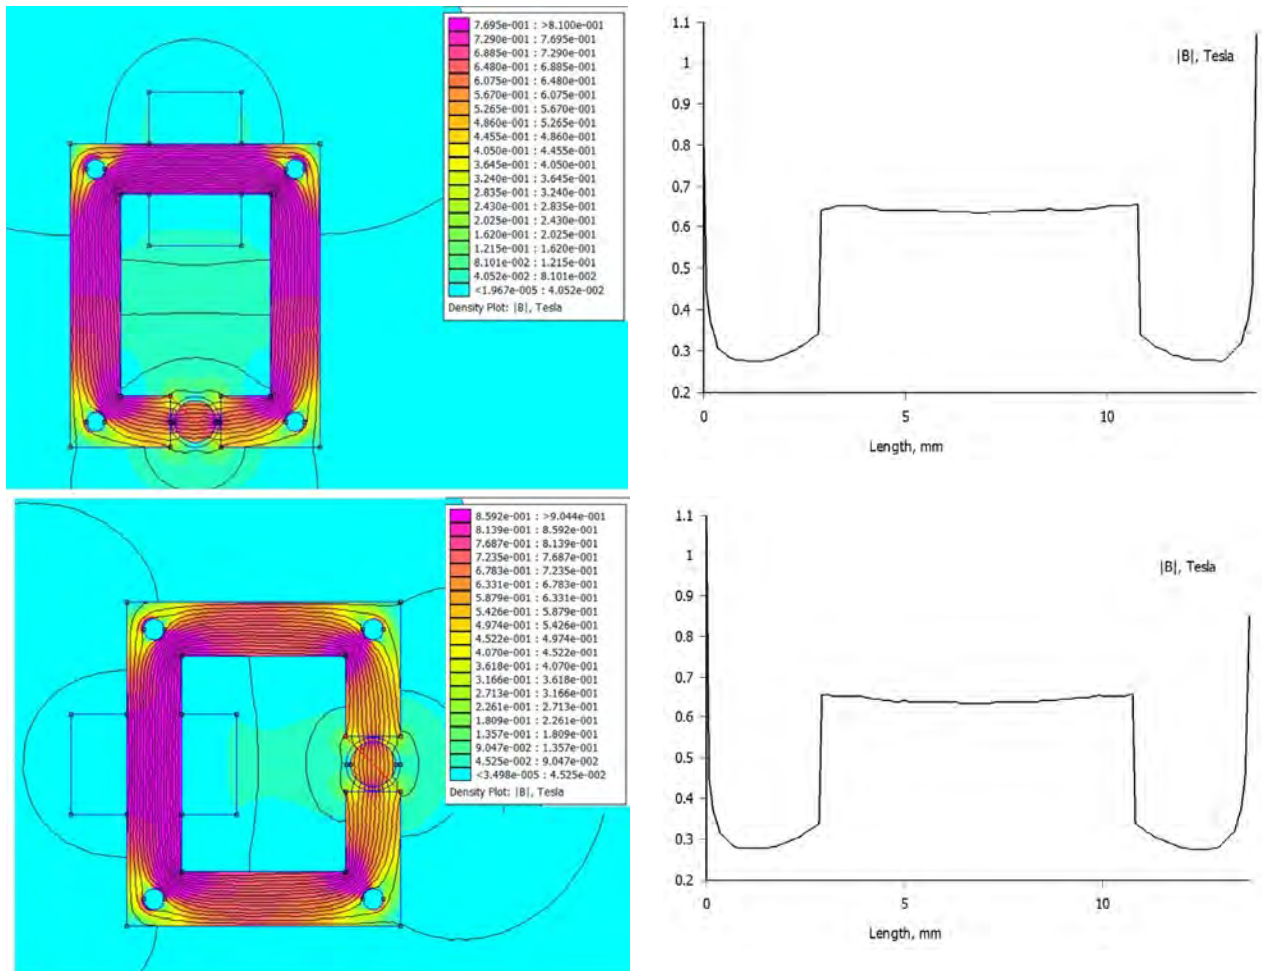 7.695e-001 : >8.100e-001
7.290e-001 : 7.695e-001
6.885e-001 : 7.290e-001
6.480e-001 : 6.885e-001
6.075e-001 : 6.480e-001
5.670e-001 : 6.075e-001
5.265e-001 : 5.670e-001
4.860e-001 : 5.265e-001
4.455e-001 : 4.860e-001
4.050e-001 : 4.455e-001
3.645e-001 : 4.050e-001
3.240e-001 : 3.645e-001
2.835e-001 : 3.240e-001
2.430e-001 : 2.835e-001
2.025e-001 : 2.430e-001
1.620e-001 : 2.025e-001
1.215e-001 : 1.620e-001
8.101e-002 : 1.215e-001
4.052e-002 : 8.101e-002
<1.967e-005 : 4.052e-002
Density Plot: |B|, Tesla
1.1
1
0.9
0.8
0.7
0.6
0.5
0.4
0.3
0.2
|B|, Tesla
0
5
10
Length, mm
8.592e-001 : >9.044e-001
8.139e-001 : 8.592e-001
7.687e-001 : 8.139e-001
7.235e-001 : 7.687e-001
6.783e-001 : 7.235e-001
6.331e-001 : 6.783e-001
5.879e-001 : 6.331e-001
5.426e-001 : 5.879e-001
4.974e-001 : 5.426e-001
4.522e-001 : 4.974e-001
4.070e-001 : 4.522e-001
3.618e-001 : 4.070e-001
3.166e-001 : 3.618e-001
2.713e-001 : 3.166e-001
2.261e-001 : 2.713e-001
1.809e-001 : 2.261e-001
1.357e-001 : 1.809e-001
9.047e-002 : 1.357e-001
4.525e-002 : 9.047e-002
<3.498e-005 : 4.525e-002
Density Plot: |B|, Tesla
1.1
1
0.9
0.8
0.7
0.6
0.5
0.4
0.3
0.2
|B|, Tesla
0
5
10
Length, mm